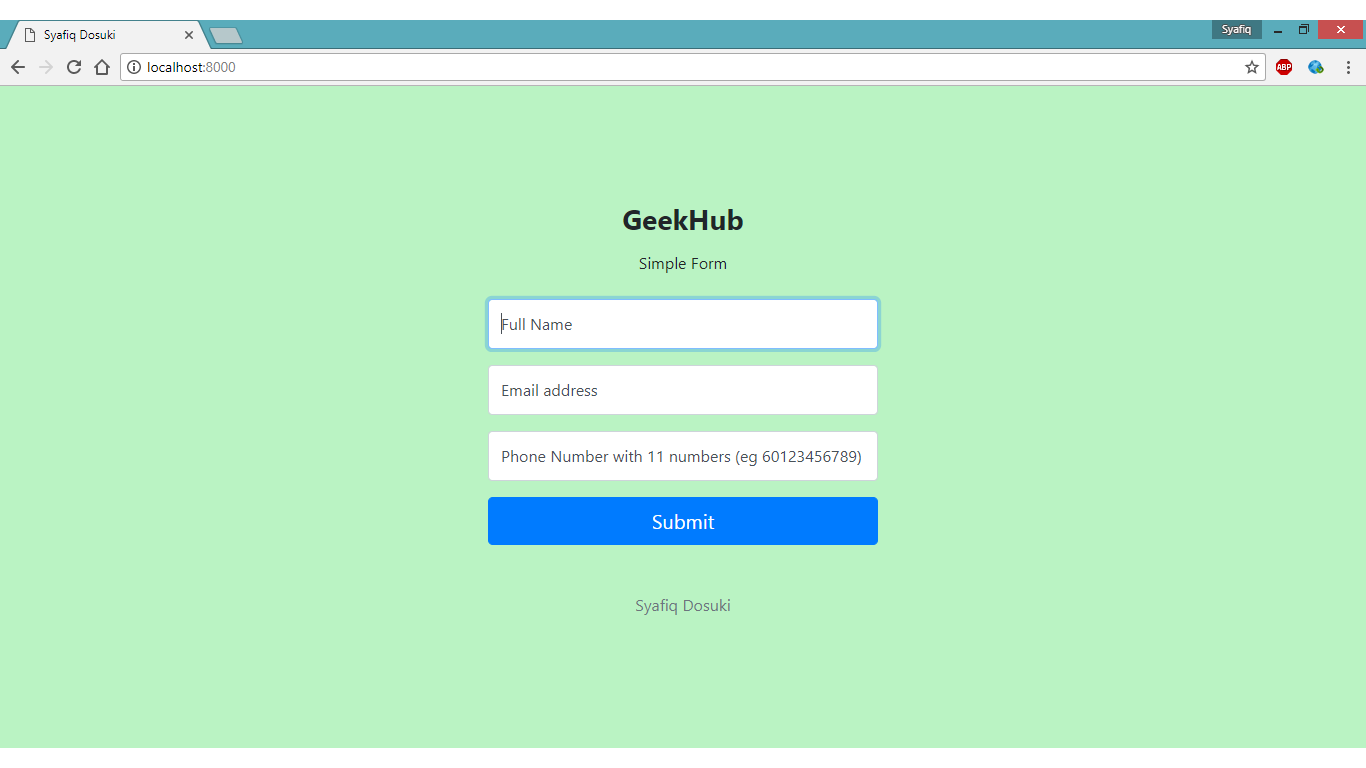 Syafiq Dosuki
Syafiq
localhost:8000
ABP
GeekHub
Simple Form
Full Name
Email address
Phone Number with 11 numbers (eg 60123456789)
Submit
Syafiq Dosuki